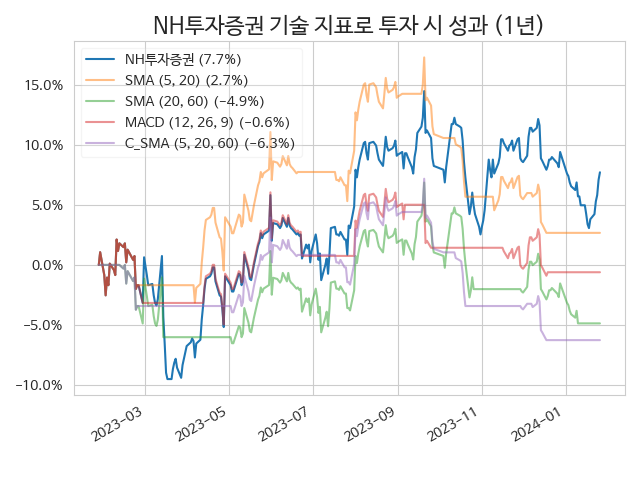 NH투자증권 기술 지표로 투자 시 성과 (1년)
NH투자증권 (7.7%)
SMA (5, 20) (2.7%)
SMA (20, 60) (−4.9%)
MACD (12, 26, 9) (−0.6%)
C_SMA (5, 20, 60) (−6.3%)
15.0%
10.0%
5.0%
0.0%
−5.0%
−10.0%
2023−03
2023−05
2023−07
2023−09
2023−11
2024−01